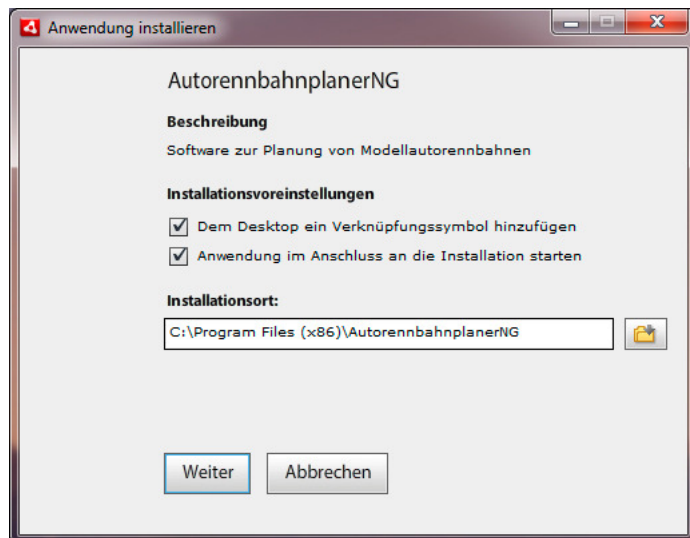 Anwendung installieren
AutorennbahnplanerNG
Beschreibung
Software zur Planung von Modellautorennbahnen
Installationsvoreinstellungen
Dem Desktop ein Verknüpfungssymbol hinzufügen
Anwendung im Anschluss an die Installation starten
Installationsort:
C:\Program Files (x86)\AutorennbahnplanerNG
Weiter
Abbrechen